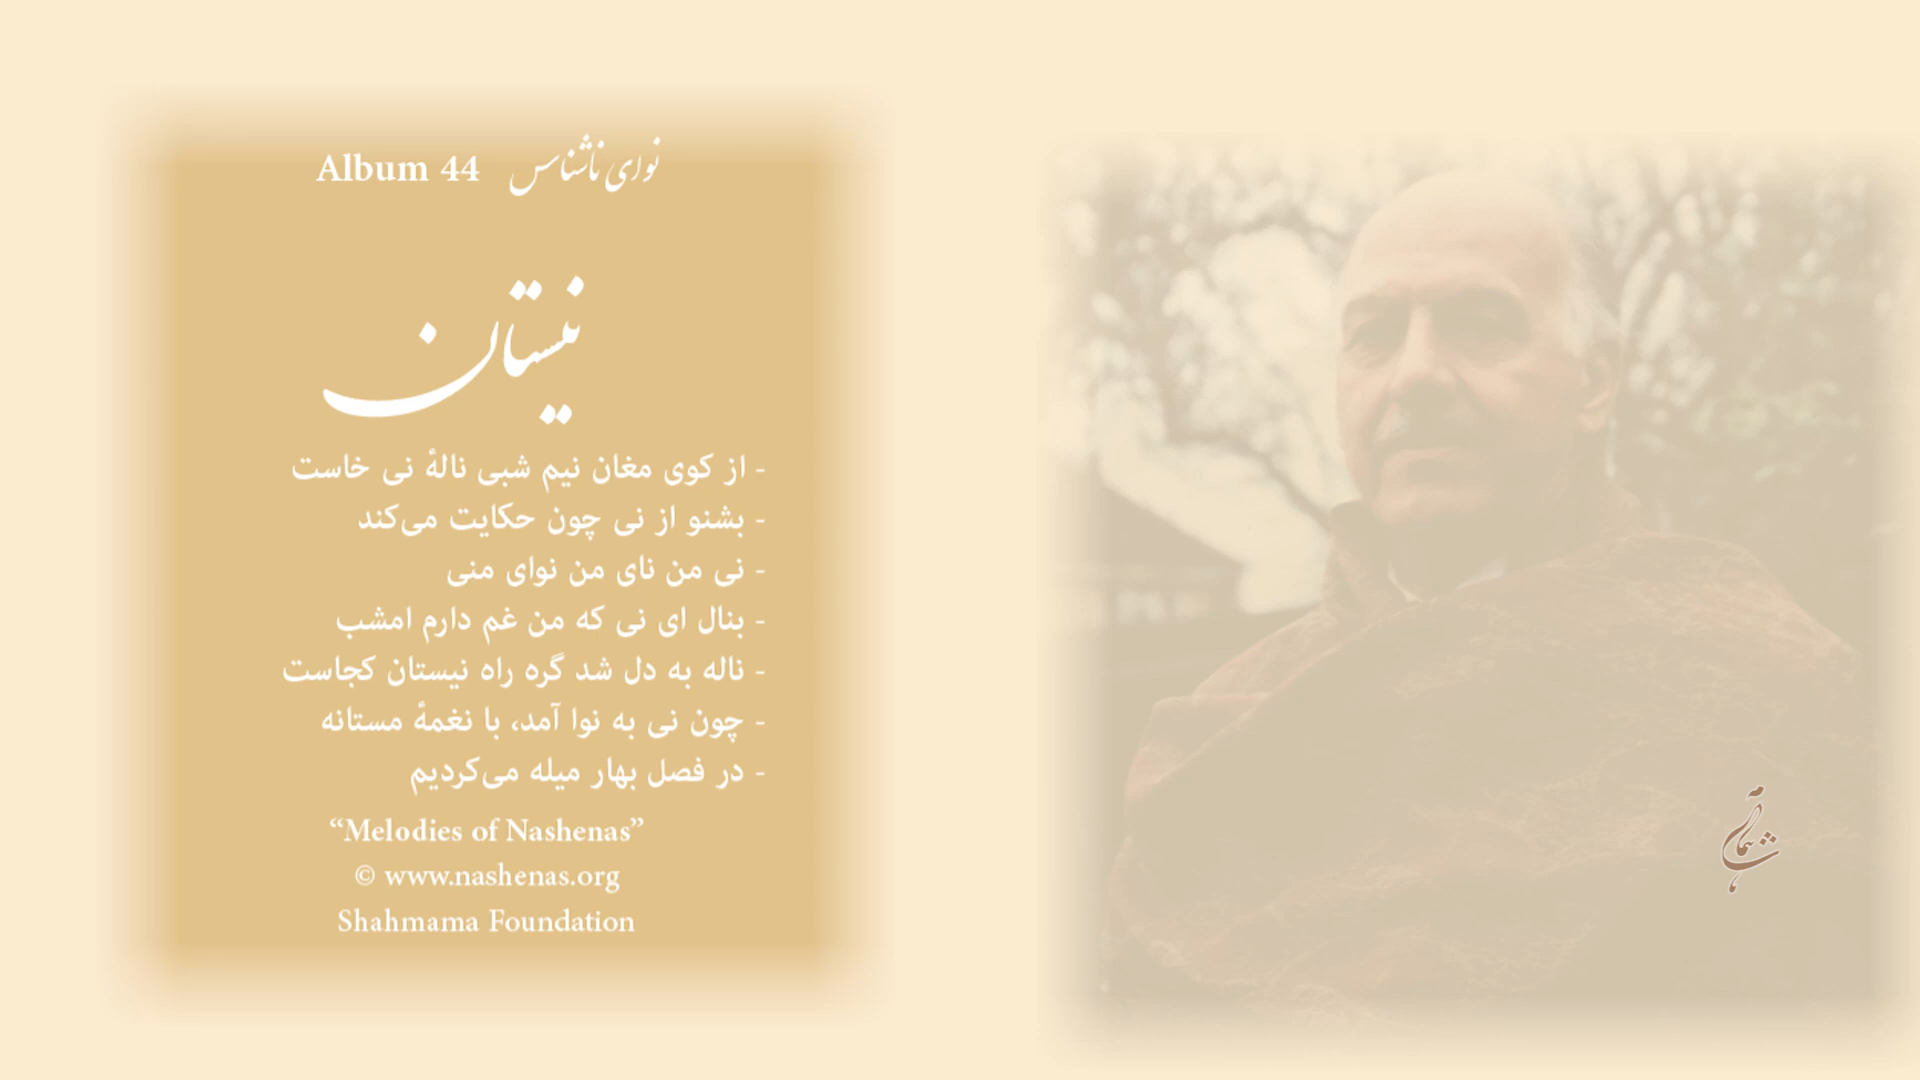 نوای ناشناس Album 44
نیستان
- از کوی مغان نیم شبی نالهٔ نی خاست
- بشنو از نی چون حکایت می‌کند
- نی من نای من نوای منی
- بنال ای نی که من غم دارم امشب
- ناله به دل شد گره راه نیستان کجاست
- چون نی به نوا آمد، با نغمهٔ مستانه
- در فصل بهار میله می‌کردیم
“Melodies of Nashenas”
© www.nashenas.org
Shahmama Foundation